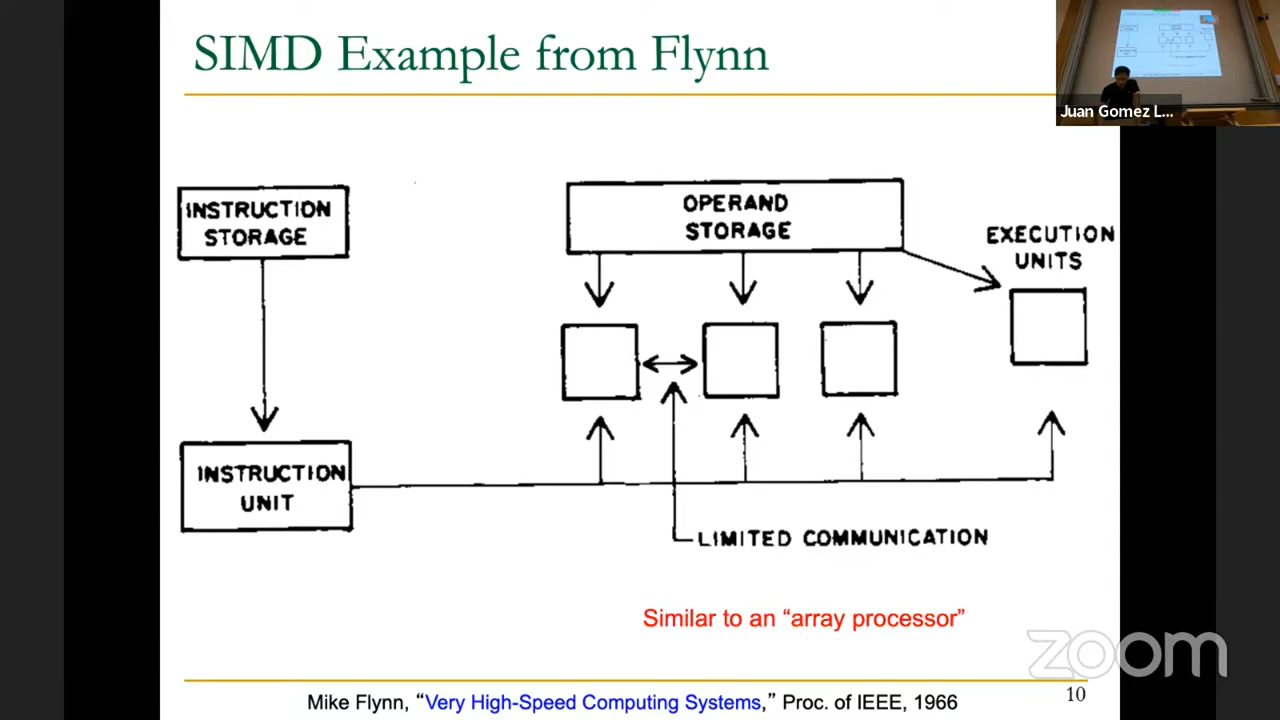 SIMD Example from Flynn
Juan Gomez L...
INSTRUCTION
STORAGE
OPERAND
STORAGE
EXECUTION
UNITS
INSTRUCTION
UNIT
LIMITED COMMUNICATION
Similar to an “array processor”
zoom
Mike Flynn, “Very High-Speed Computing Systems,” Proc. of IEEE, 1966
10